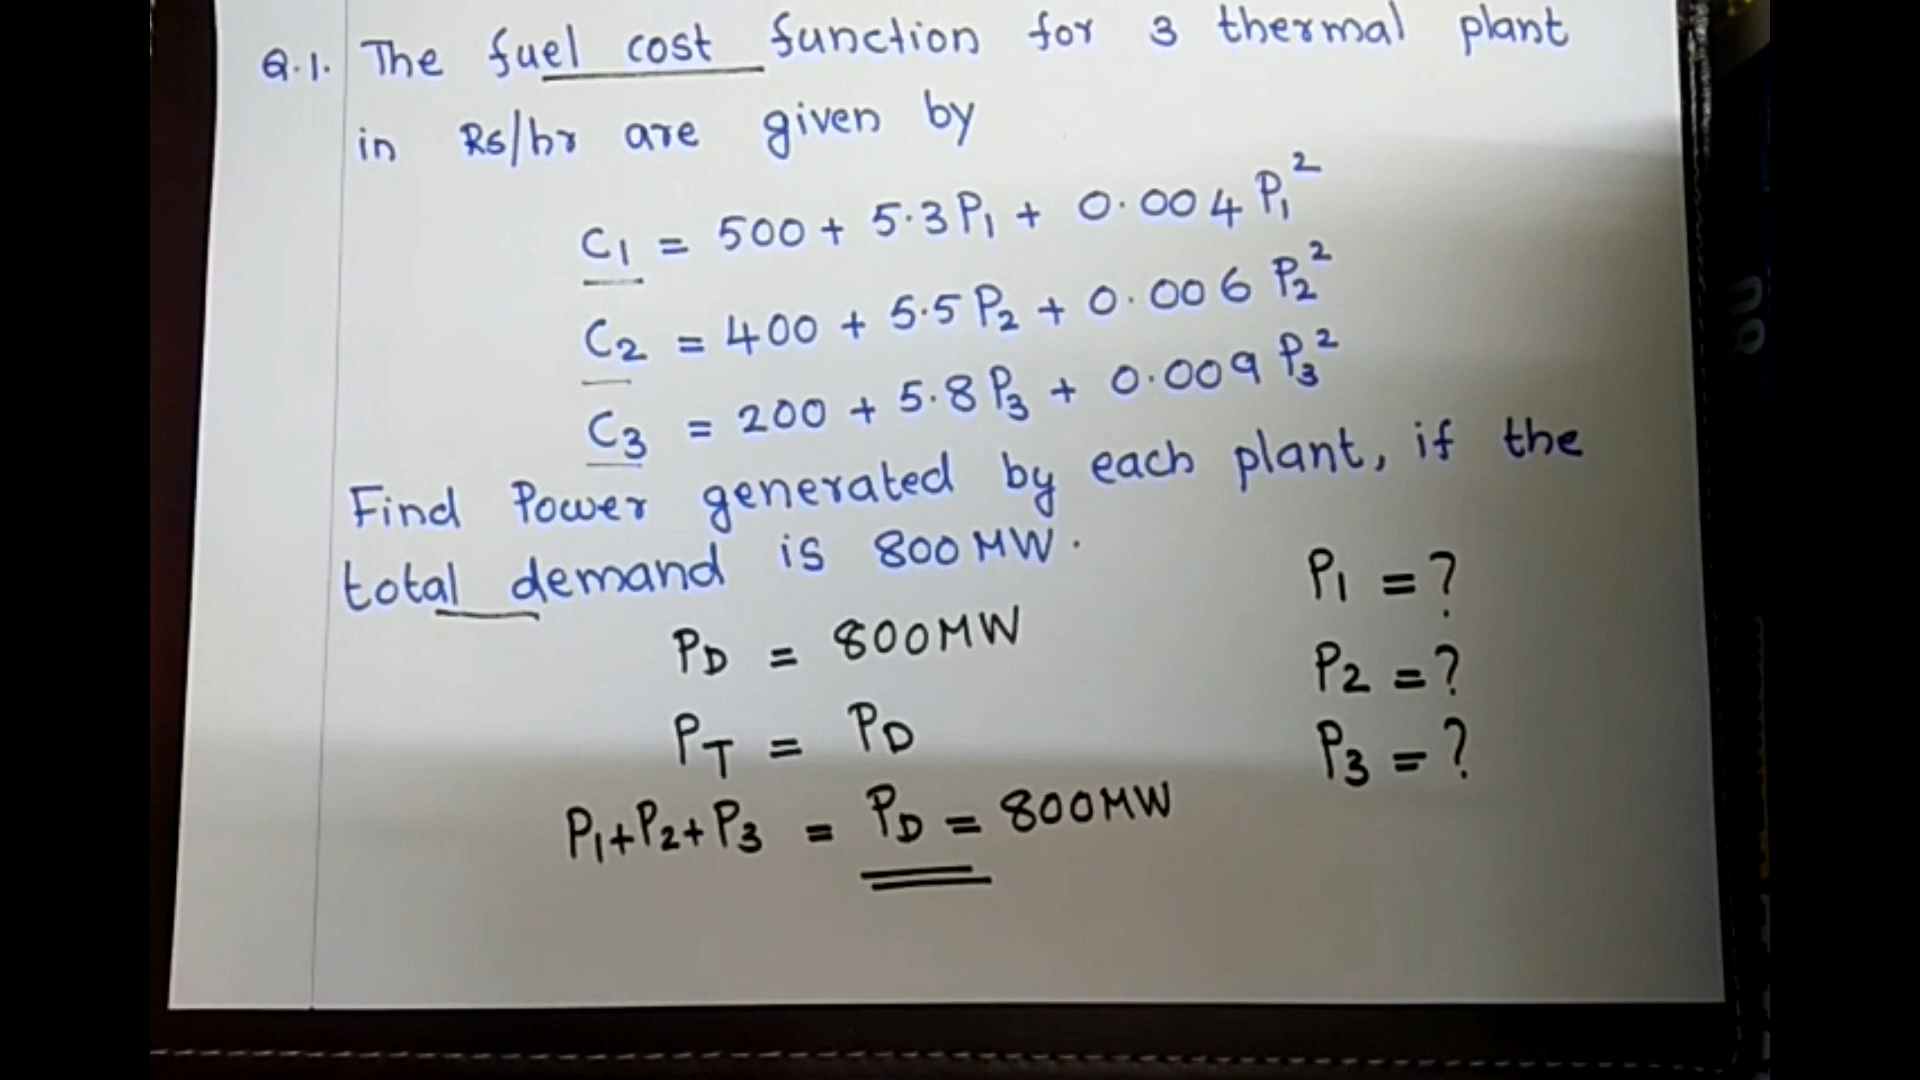 Q.1. The fuel cost function for 3 thermal plant
in Rs/hr are given by
C1 = 500 + 5.3P1 + 0.004 P1²
C2 = 400 + 5.5 P2 + 0.006 P2²
C3 = 200 + 5.8 P3 + 0.009 P3²
Find Power generated by each plant, if the
total demand is 800 MW.
PD = 800MW
PT = PD
P1+P2+P3 = PD = 800MW
P1 = ?
P2 = ?
P3 = ?